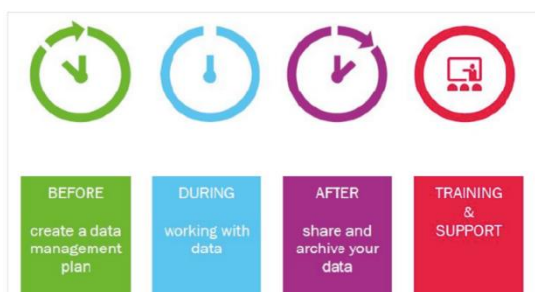 BEFORE
create a data
management
plan
DURING
working with
data
AFTER
share and
archive your
data
TRAINING
&
SUPPORT